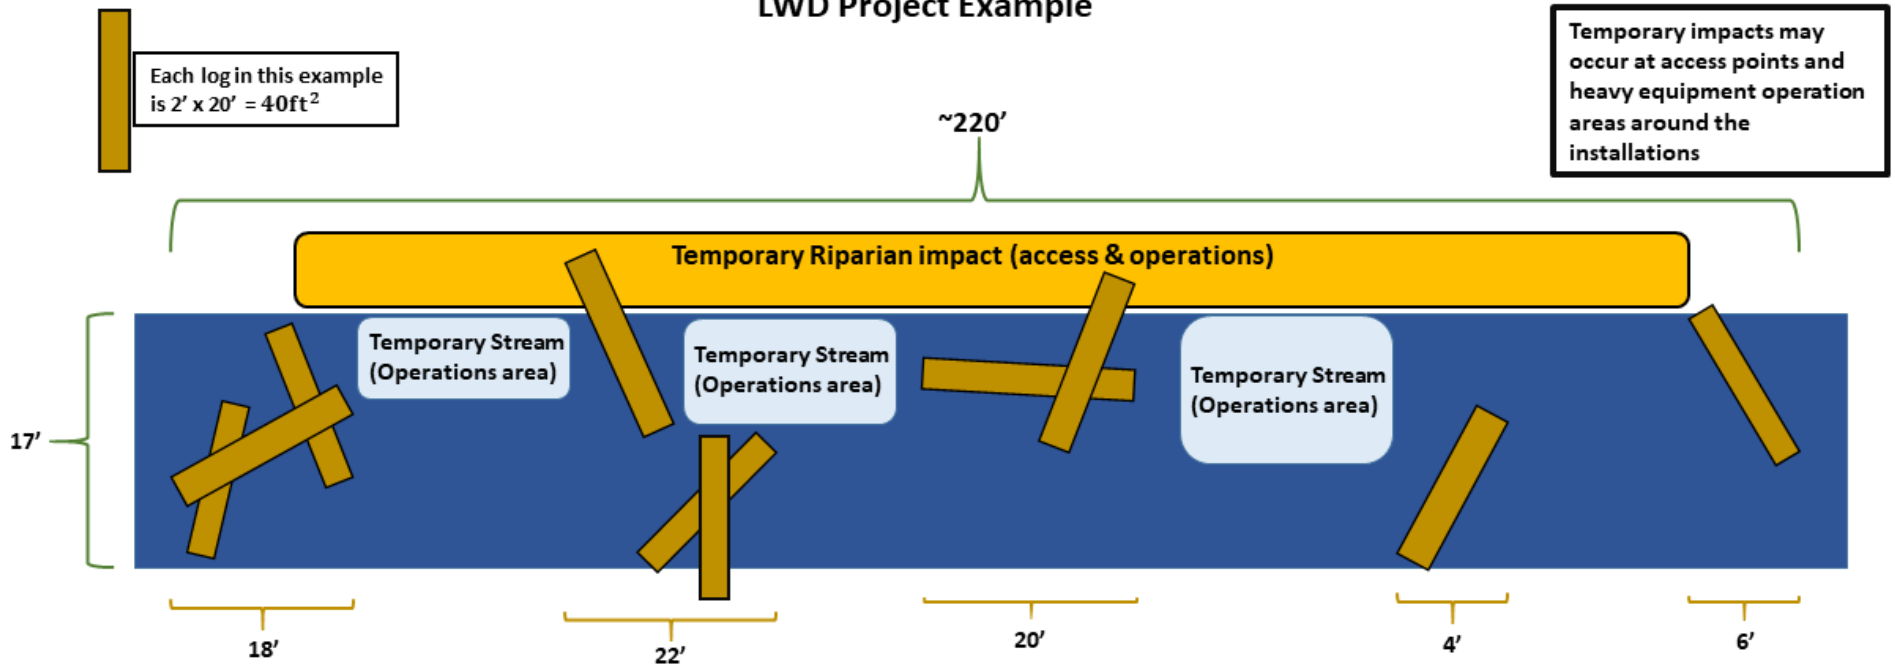 LWD Project Example
Each log in this example
is 2’ x 20’ = 40ft²
Temporary impacts may
occur at access points and
heavy equipment operation
areas around the
installations
~220’
Temporary Riparian impact (access & operations)
Temporary Stream
(Operations area)
Temporary Stream
(Operations area)
Temporary Stream
(Operations area)
17’
18’
22’
20’
4’
6’